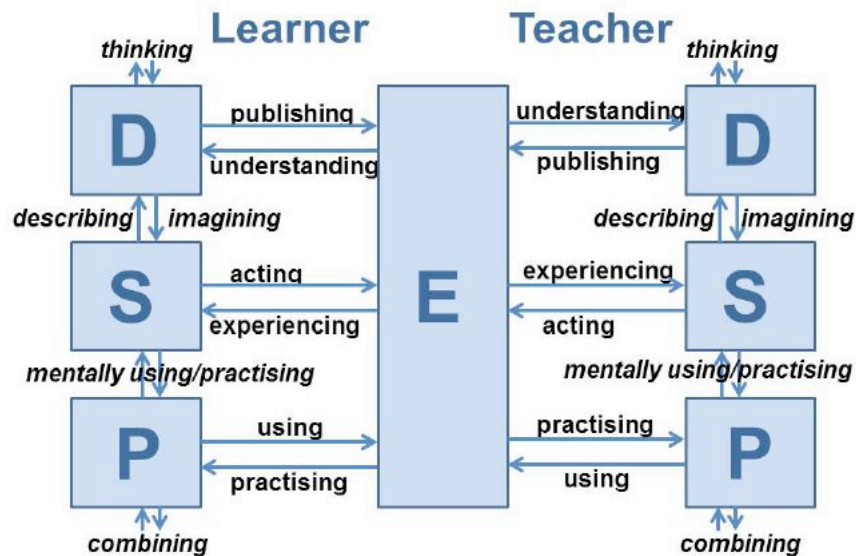 Learner Teacher
thinking thinking
D publishing understanding D
understanding publishing
describing imagining describing imagining
S acting E experiencing S
experiencing acting
mentally using/practising mentally using/practising
P using practising P
practising using
combining combining